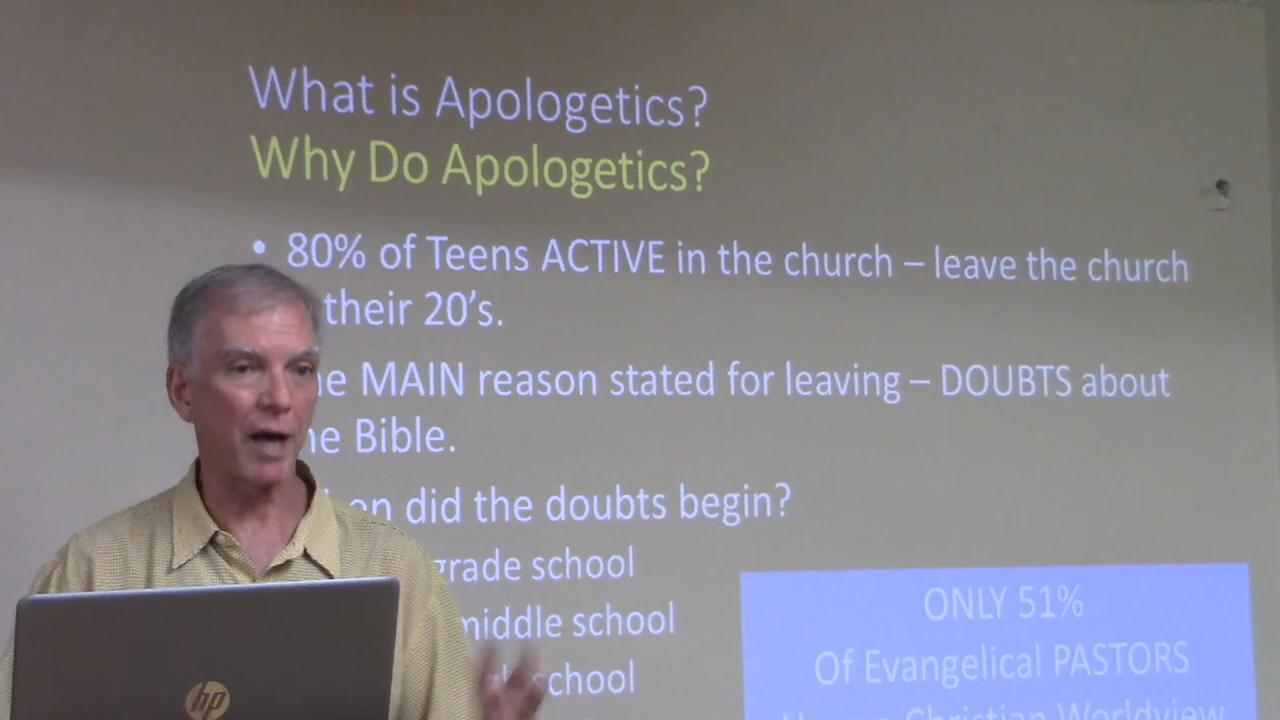 What is Apologetics?
Why Do Apologetics?
• 80% of Teens ACTIVE in the church – leave the church
their 20's.
MAIN reason stated for leaving – DOUBTS about
Bible.
did the doubts begin?
grade school
middle school
school
ONLY 51%
Of Evangelical PASTORS
Christian Worldview
hp